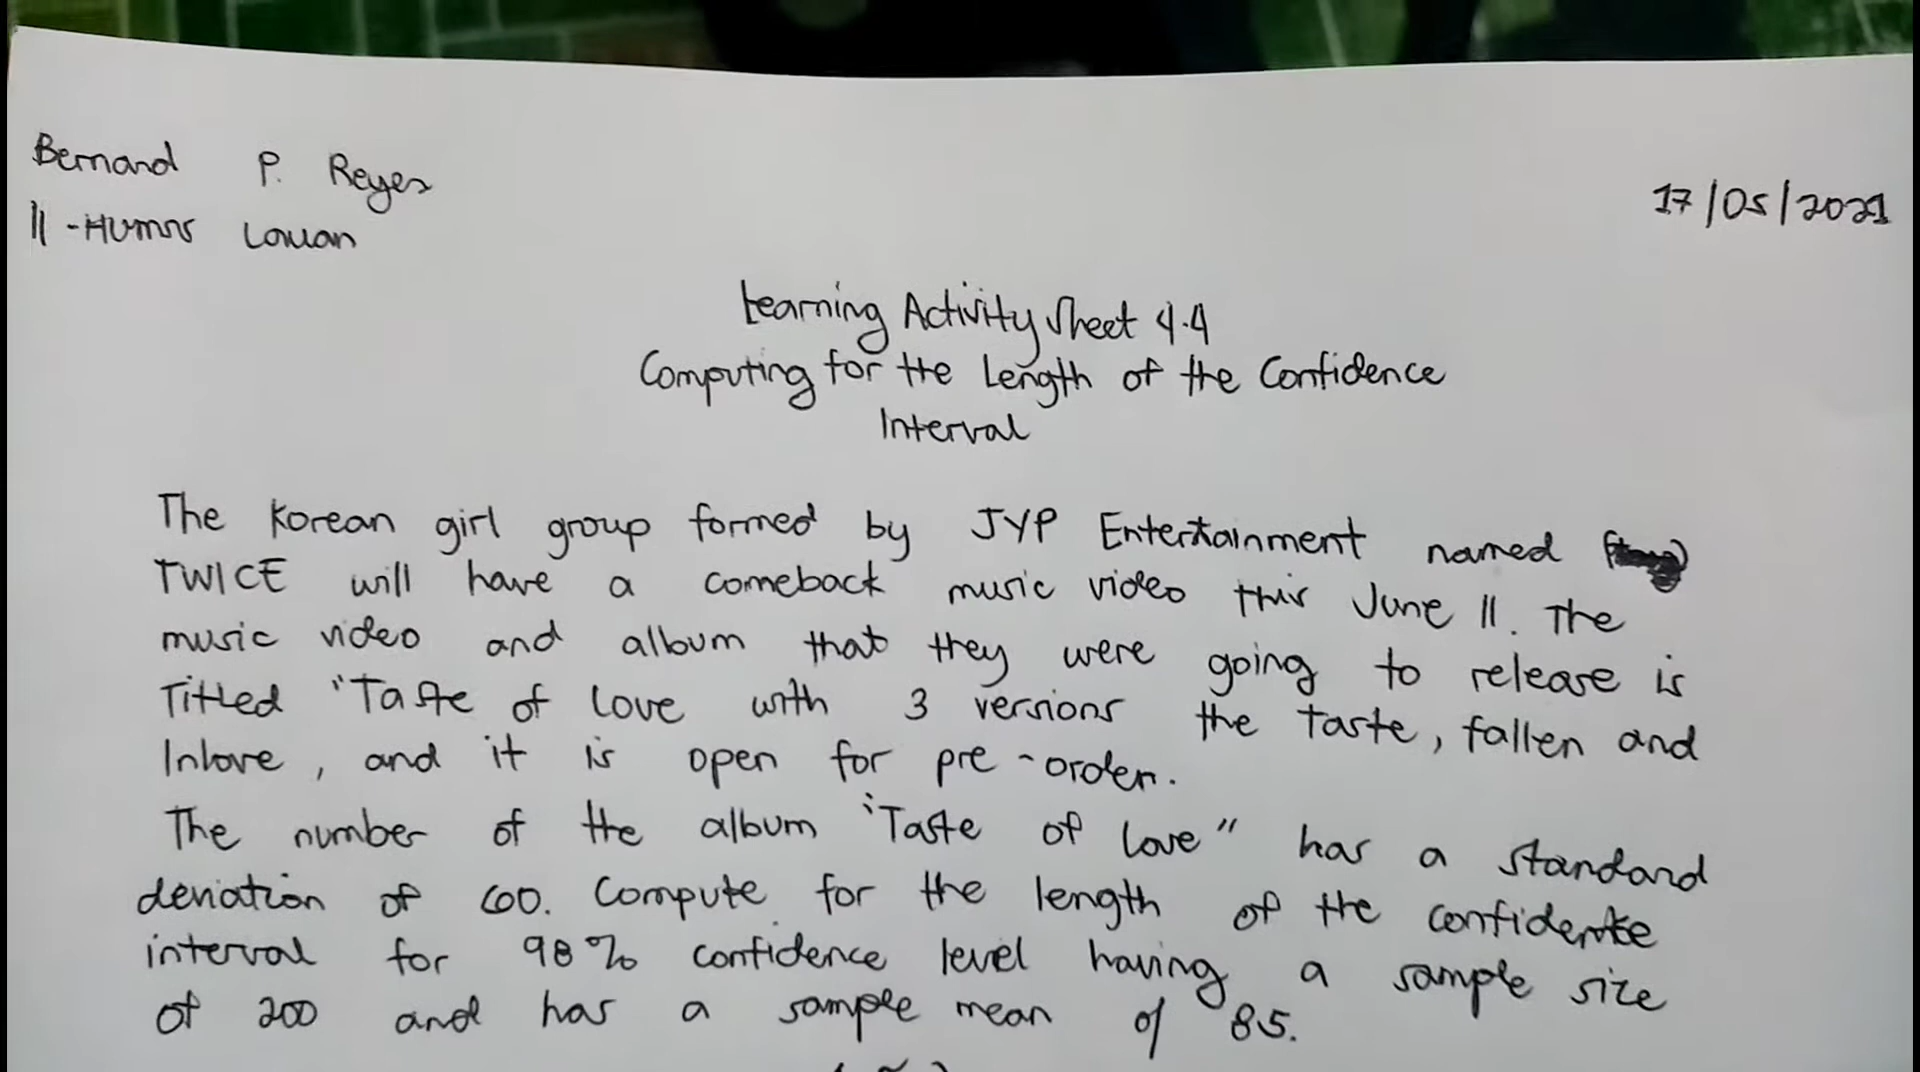 Bernard P. Reyes
11 - HUMSS
17/05/2021
Learning Activity Sheet 4.4
Computing for the Length of the Confidence
Interval
The Korean girl group formed by JYP Entertainment named
TWICE will have a comeback music video this June 11. The
music video and album that they were going to release is
Titled "Taste of Love with 3 versions the taste, fallen and
Inlove, and it is open for pre-order.
The number of the album "Taste of Love" has a standard
deviation of 60. Compute for the length of the confidence
interval for 98% confidence level having a sample size
of 200 and has a sample mean of 85.